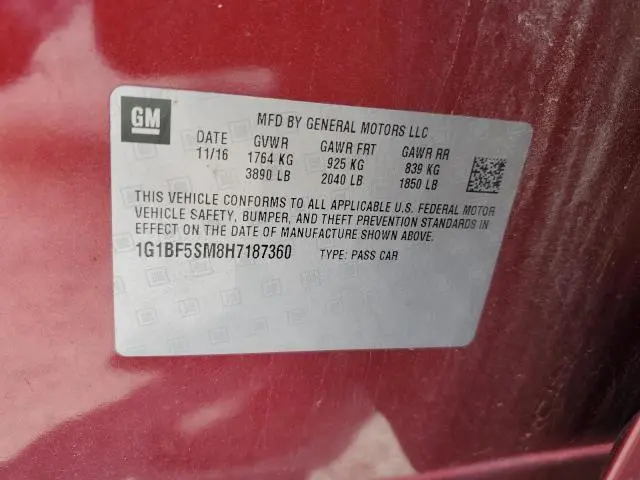 GM
MFD BY GENERAL MOTORS LLC
DATE GVWR GAWR FRT GAWR RR
11/16 1764 KG 925 KG 839 KG
3890 LB 2040 LB 1850 LB
THIS VEHICLE CONFORMS TO ALL APPLICABLE U.S. FEDERAL MOTOR
VEHICLE SAFETY, BUMPER, AND THEFT PREVENTION STANDARDS IN
EFFECT ON THE DATE OF MANUFACTURE SHOWN ABOVE.
1G1BF5SM8H7187360 TYPE: PASS CAR